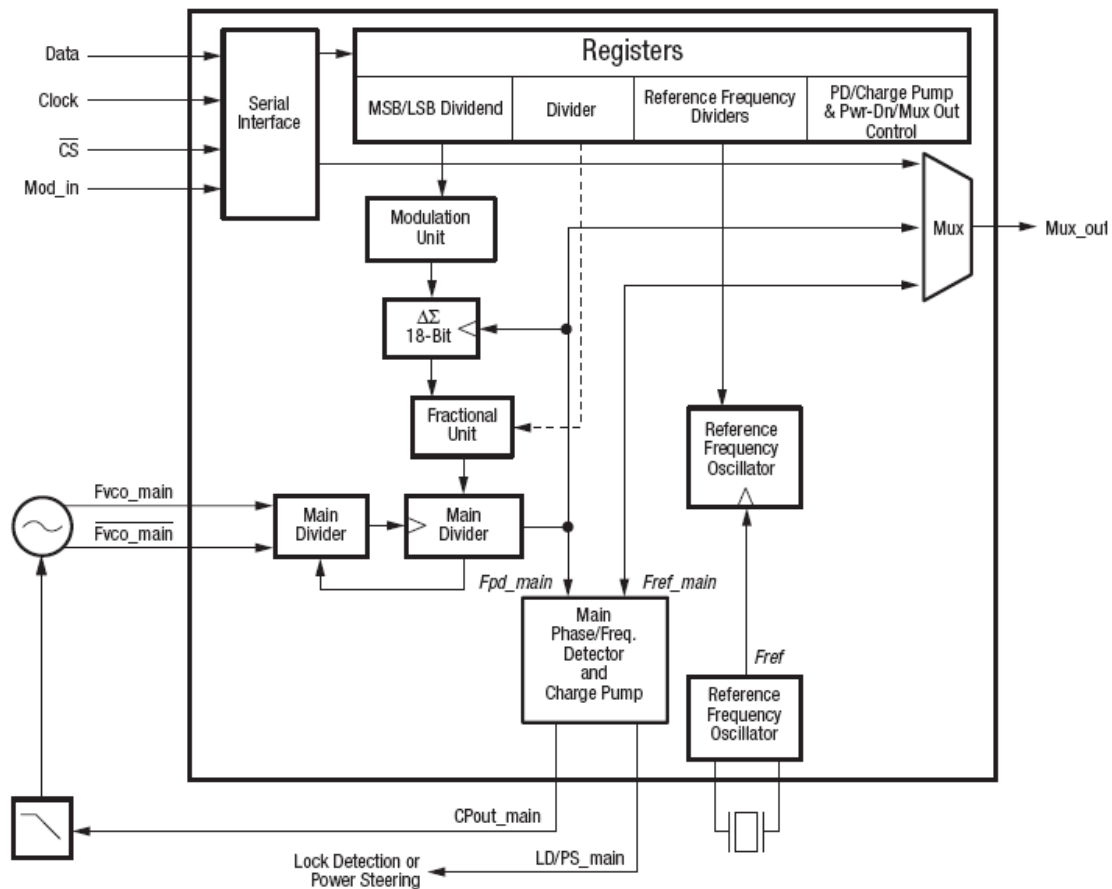 Registers
Data
Clock
C̅S̅
Mod_in
Serial
Interface
MSB/LSB Dividend
Divider
Reference Frequency
Dividers
PD/Charge Pump
& Pwr-Dn/Mux Out
Control
Modulation
Unit
Mux
Mux_out
ΔΣ
18-Bit
Fractional
Unit
Reference
Frequency
Oscillator
Fvco_main
F̅v̅c̅o̅_̅m̅a̅i̅n̅
Main
Divider
Main
Divider
Fpd_main
Fref_main
Main
Phase/Freq.
Detector
and
Charge Pump
Fref
Reference
Frequency
Oscillator
CPout_main
LD/PS_main
Lock Detection or
Power Steering